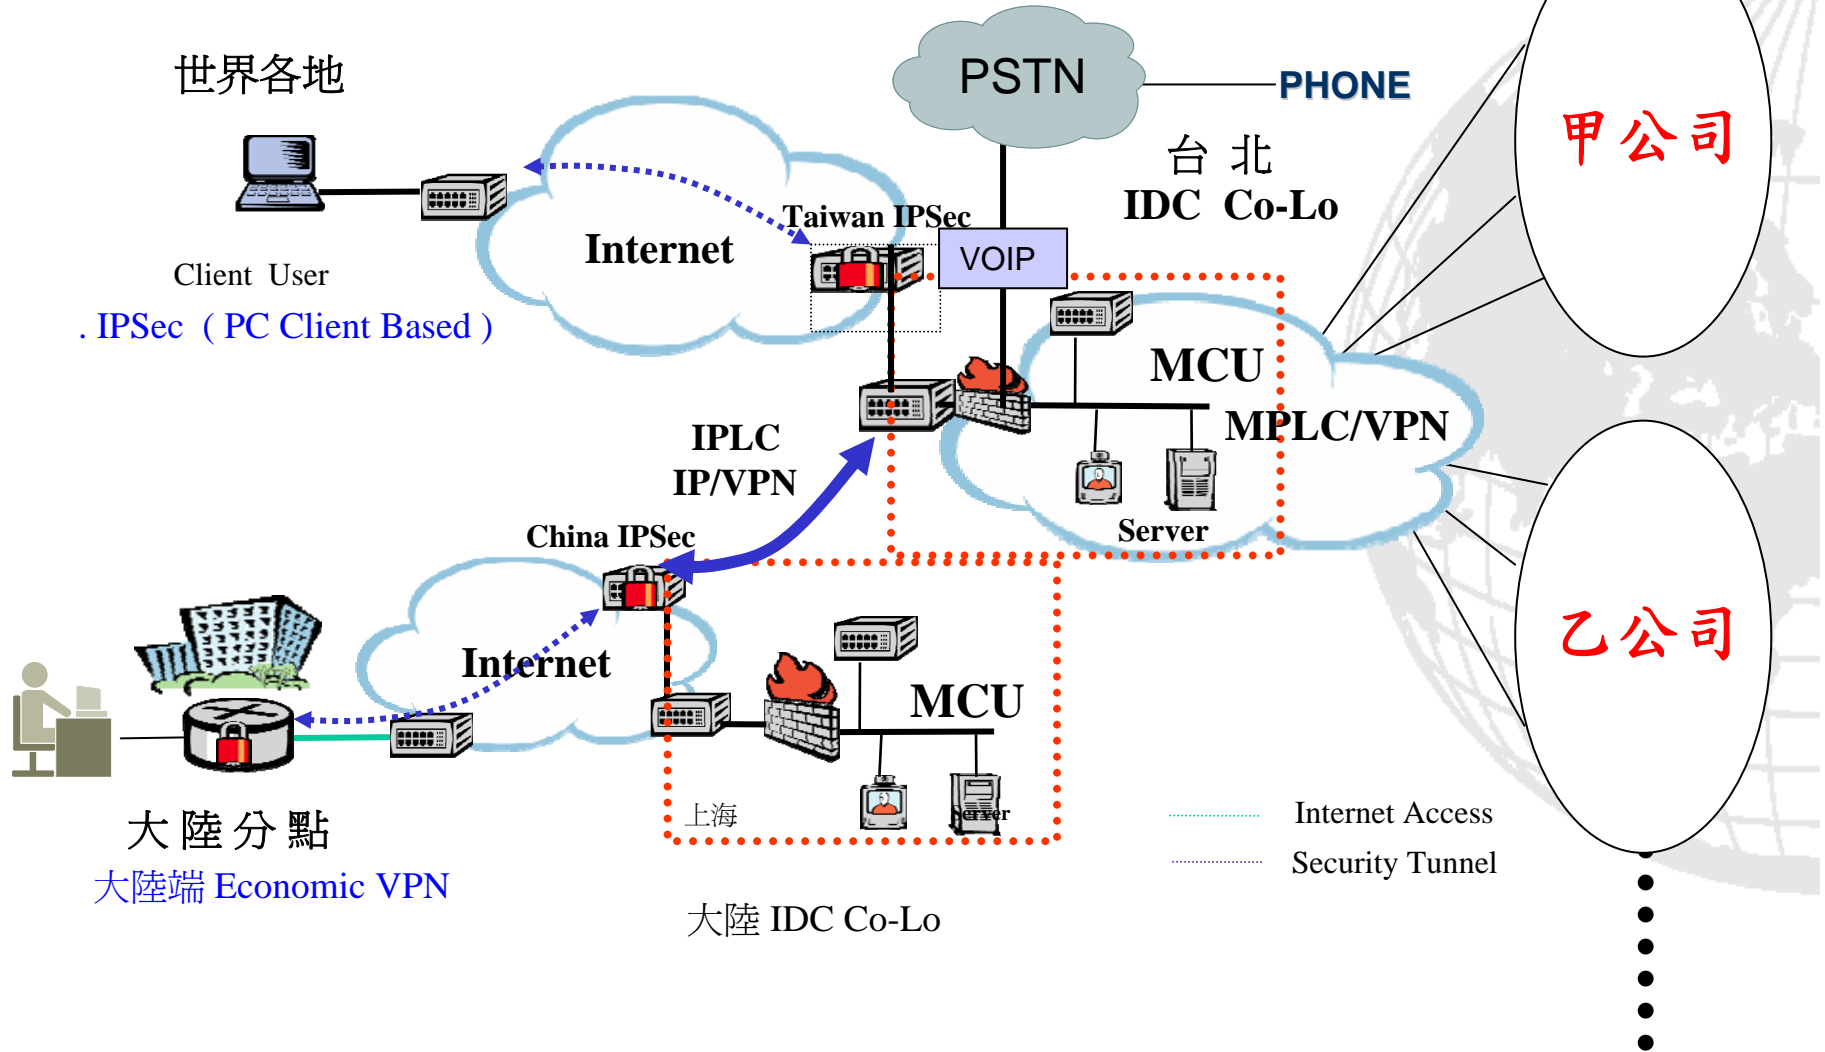 世界各地
PSTN
PHONE
甲公司
台 北
IDC Co-Lo
Taiwan IPSec
Internet
VOIP
Client User
. IPSec ( PC Client Based )
MCU
MPLC/VPN
IPLC
IP/VPN
Server
China IPSec
乙公司
Internet
MCU
上海
Server
大 陸 分 點
大陸端 Economic VPN
大陸 IDC Co-Lo
Internet Access
Security Tunnel